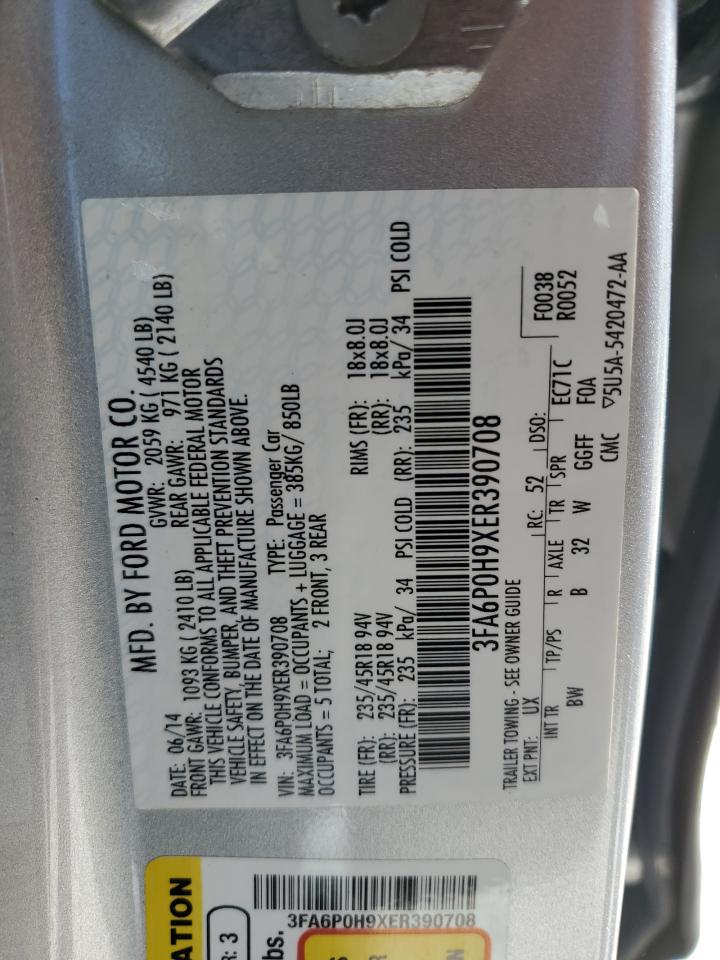 MFD. BY FORD MOTOR CO.
DATE: 06/14 GVWR: 2059 KG ( 4540 LB)
FRONT GAWR: 1093 KG ( 2410 LB) REAR GAWR: 971 KG ( 2140 LB)
THIS VEHICLE CONFORMS TO ALL APPLICABLE FEDERAL MOTOR
VEHICLE SAFETY, BUMPER, AND THEFT PREVENTION STANDARDS
IN EFFECT ON THE DATE OF MANUFACTURE SHOWN ABOVE.
VIN: 3FA6P0H9XER390708 TYPE: Passenger Car
MAXIMUM LOAD = OCCUPANTS + LUGGAGE = 385KG/ 850LB
OCCUPANTS = 5 TOTAL; 2 FRONT, 3 REAR
TIRE (FR): 235/45R18 94V RIMS (FR): 18x8.0J
(RR): 235/45R18 94V (RR): 18x8.0J
PRESSURE (FR): 235 kPa/ 34 PSI COLD (RR): 235 kPa/ 34 PSI COLD
3FA6P0H9XER390708
TRAILER TOWING - SEE OWNER GUIDE F0038
EXT PNT: UX RC: 52 DSO: R0052
INT TR TP/PS R AXLE TR SPR EC71C
BW B 32 W GGFF F0A
CMC ▽5U5A-5420472-AA
ATION
R: 3
3FA6P0H9XER390708
bs.